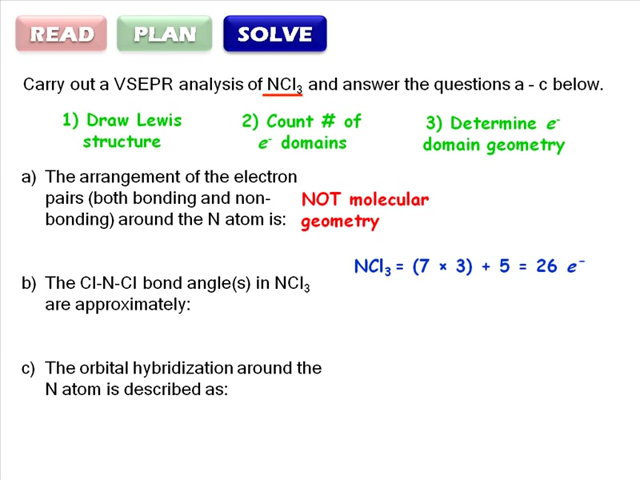 READ PLAN SOLVE
Carry out a VSEPR analysis of NCl₃ and answer the questions a - c below.
1) Draw Lewis structure
2) Count # of e⁻ domains
3) Determine e⁻ domain geometry
a) The arrangement of the electron
pairs (both bonding and non-
bonding) around the N atom is:
NOT molecular
geometry
NCl₃ = (7 × 3) + 5 = 26 e⁻
b) The Cl-N-Cl bond angle(s) in NCl₃
are approximately:
c) The orbital hybridization around the
N atom is described as: